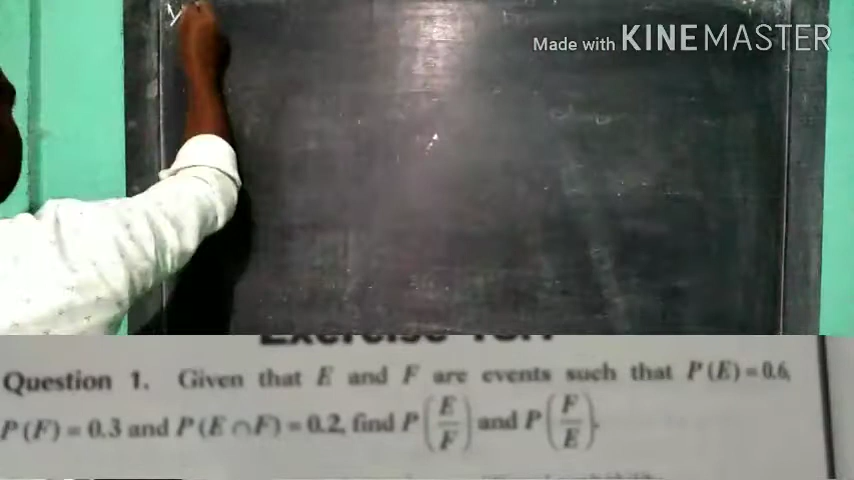 Made with KINEMASTER
Question 1. Given that E and F are events such that P(E)=0.6,
P(F)=0.3 and P(E∩F)=0.2, find P(E/F) and P(F/E).